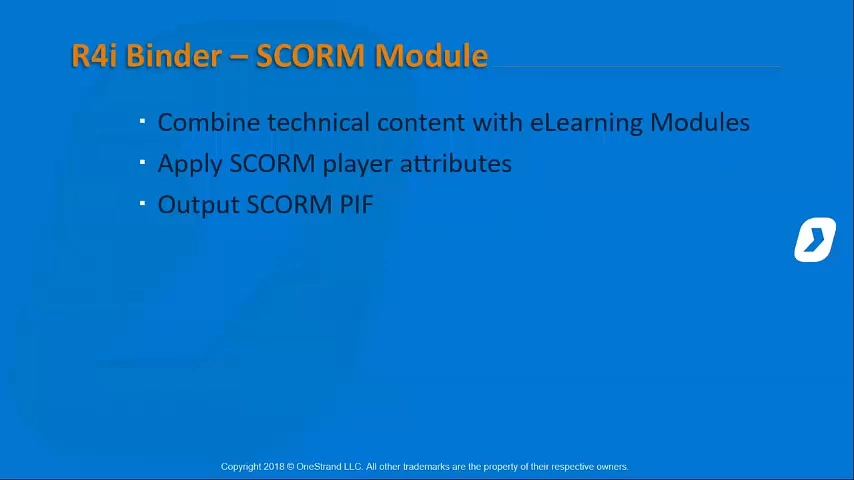 R4i Binder – SCORM Module
▪ Combine technical content with eLearning Modules
▪ Apply SCORM player attributes
▪ Output SCORM PIF
Copyright 2018 © OneStrand LLC. All other trademarks are the property of their respective owners.